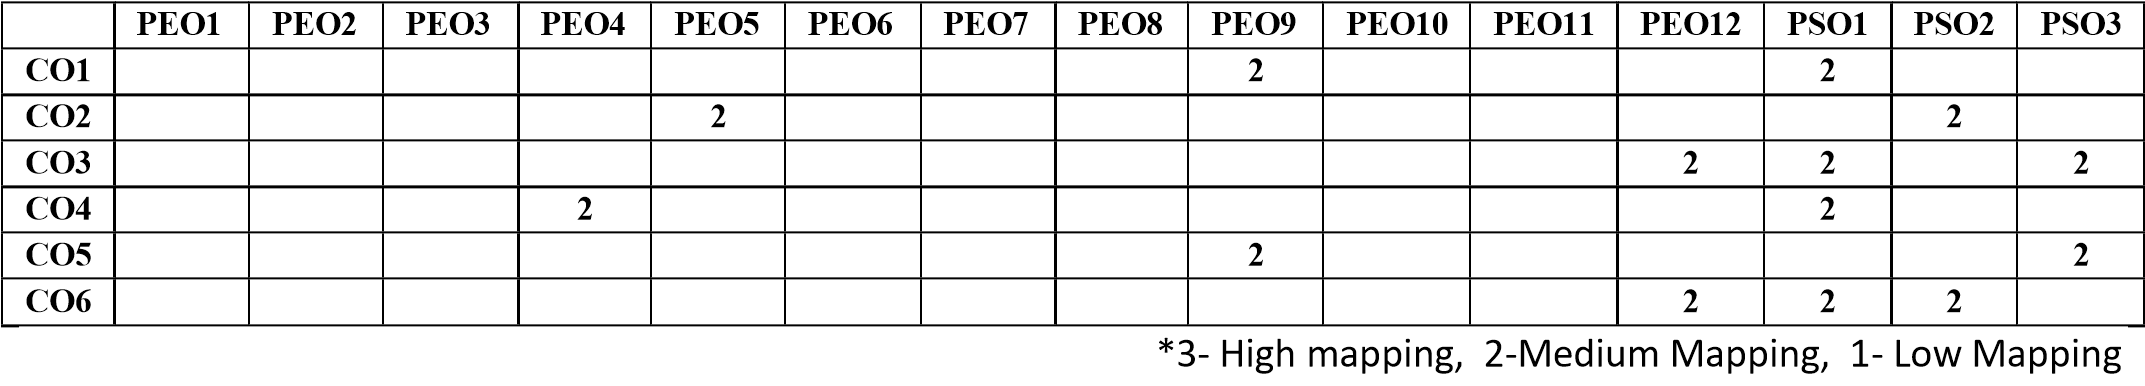 PEO1 PEO2 PEO3 PEO4 PEO5 PEO6 PEO7 PEO8 PEO9 PEO10 PEO11 PEO12 PSO1 PSO2 PSO3
CO1 2 2
CO2 2 2
CO3 2 2 2
CO4 2 2
CO5 2 2
CO6 2 2 2
*3- High mapping, 2-Medium Mapping, 1- Low Mapping